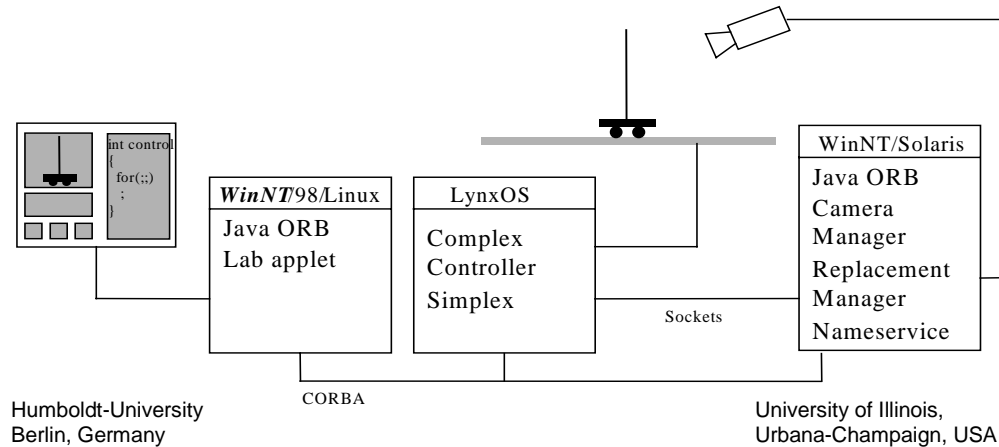 int control
{
for(;;)
;
}
WinNT/98/Linux
Java ORB
Lab applet
LynxOS
Complex
Controller
Simplex
WinNT/Solaris
Java ORB
Camera
Manager
Replacement
Manager
Nameservice
Sockets
CORBA
Humboldt-University
Berlin, Germany
University of Illinois,
Urbana-Champaign, USA